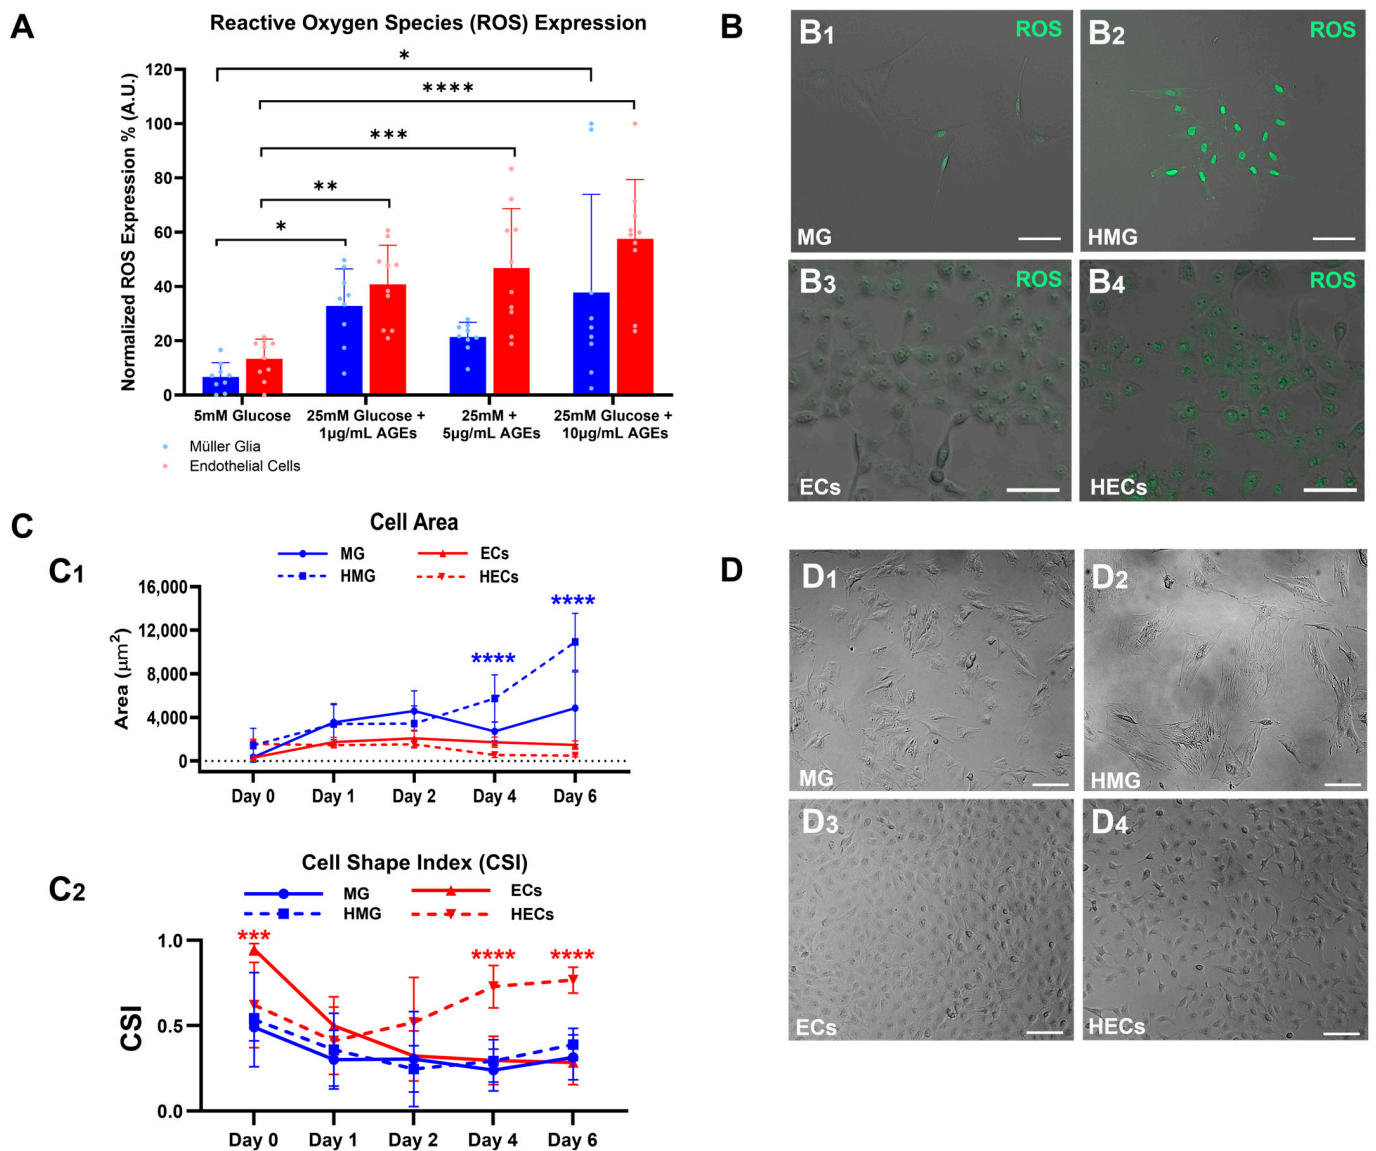 A
Reactive Oxygen Species (ROS) Expression
Normalized ROS Expression % (A.U.)
120
100
80
60
40
20
0
*
****
***
**
*
5mM Glucose
25mM Glucose +
1μg/mL AGEs
25mM +
5μg/mL AGEs
25mM Glucose +
10μg/mL AGEs
Müller Glia
Endothelial Cells
B
B1
ROS
MG
B2
ROS
HMG
B3
ROS
ECs
B4
ROS
HECs
C
C1
Cell Area
MG
ECs
HMG
HECs
Area (μm²)
16,000
12,000
8,000
4,000
0
****
****
Day 0
Day 1
Day 2
Day 4
Day 6
C2
Cell Shape Index (CSI)
MG
ECs
HMG
HECs
CSI
1.0
0.5
0.0
***
****
****
Day 0
Day 1
Day 2
Day 4
Day 6
D
D1
MG
D2
HMG
D3
ECs
D4
HECs